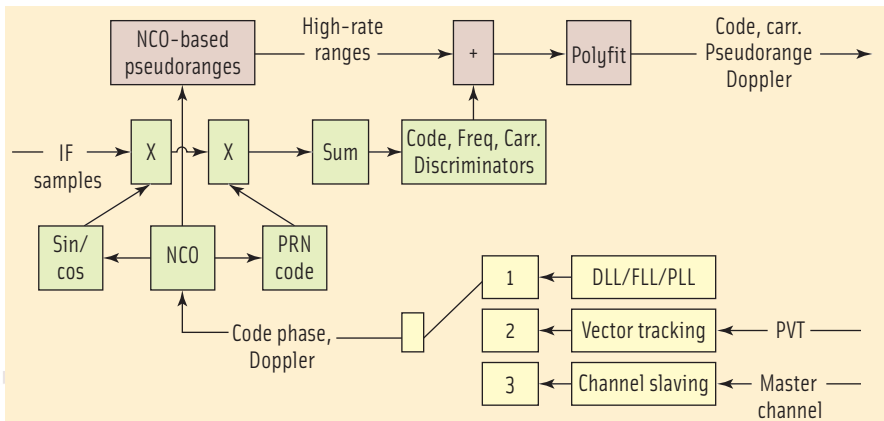 NCO-based
pseudoranges
High-rate
ranges
+
Polyfit
Code, carr.
Pseudorange
Doppler
IF
samples
X
X
Sum
Code, Freq, Carr.
Discriminators
Sin/
cos
NCO
PRN
code
Code phase,
Doppler
1
DLL/FLL/PLL
2
Vector tracking
PVT
3
Channel slaving
Master
channel